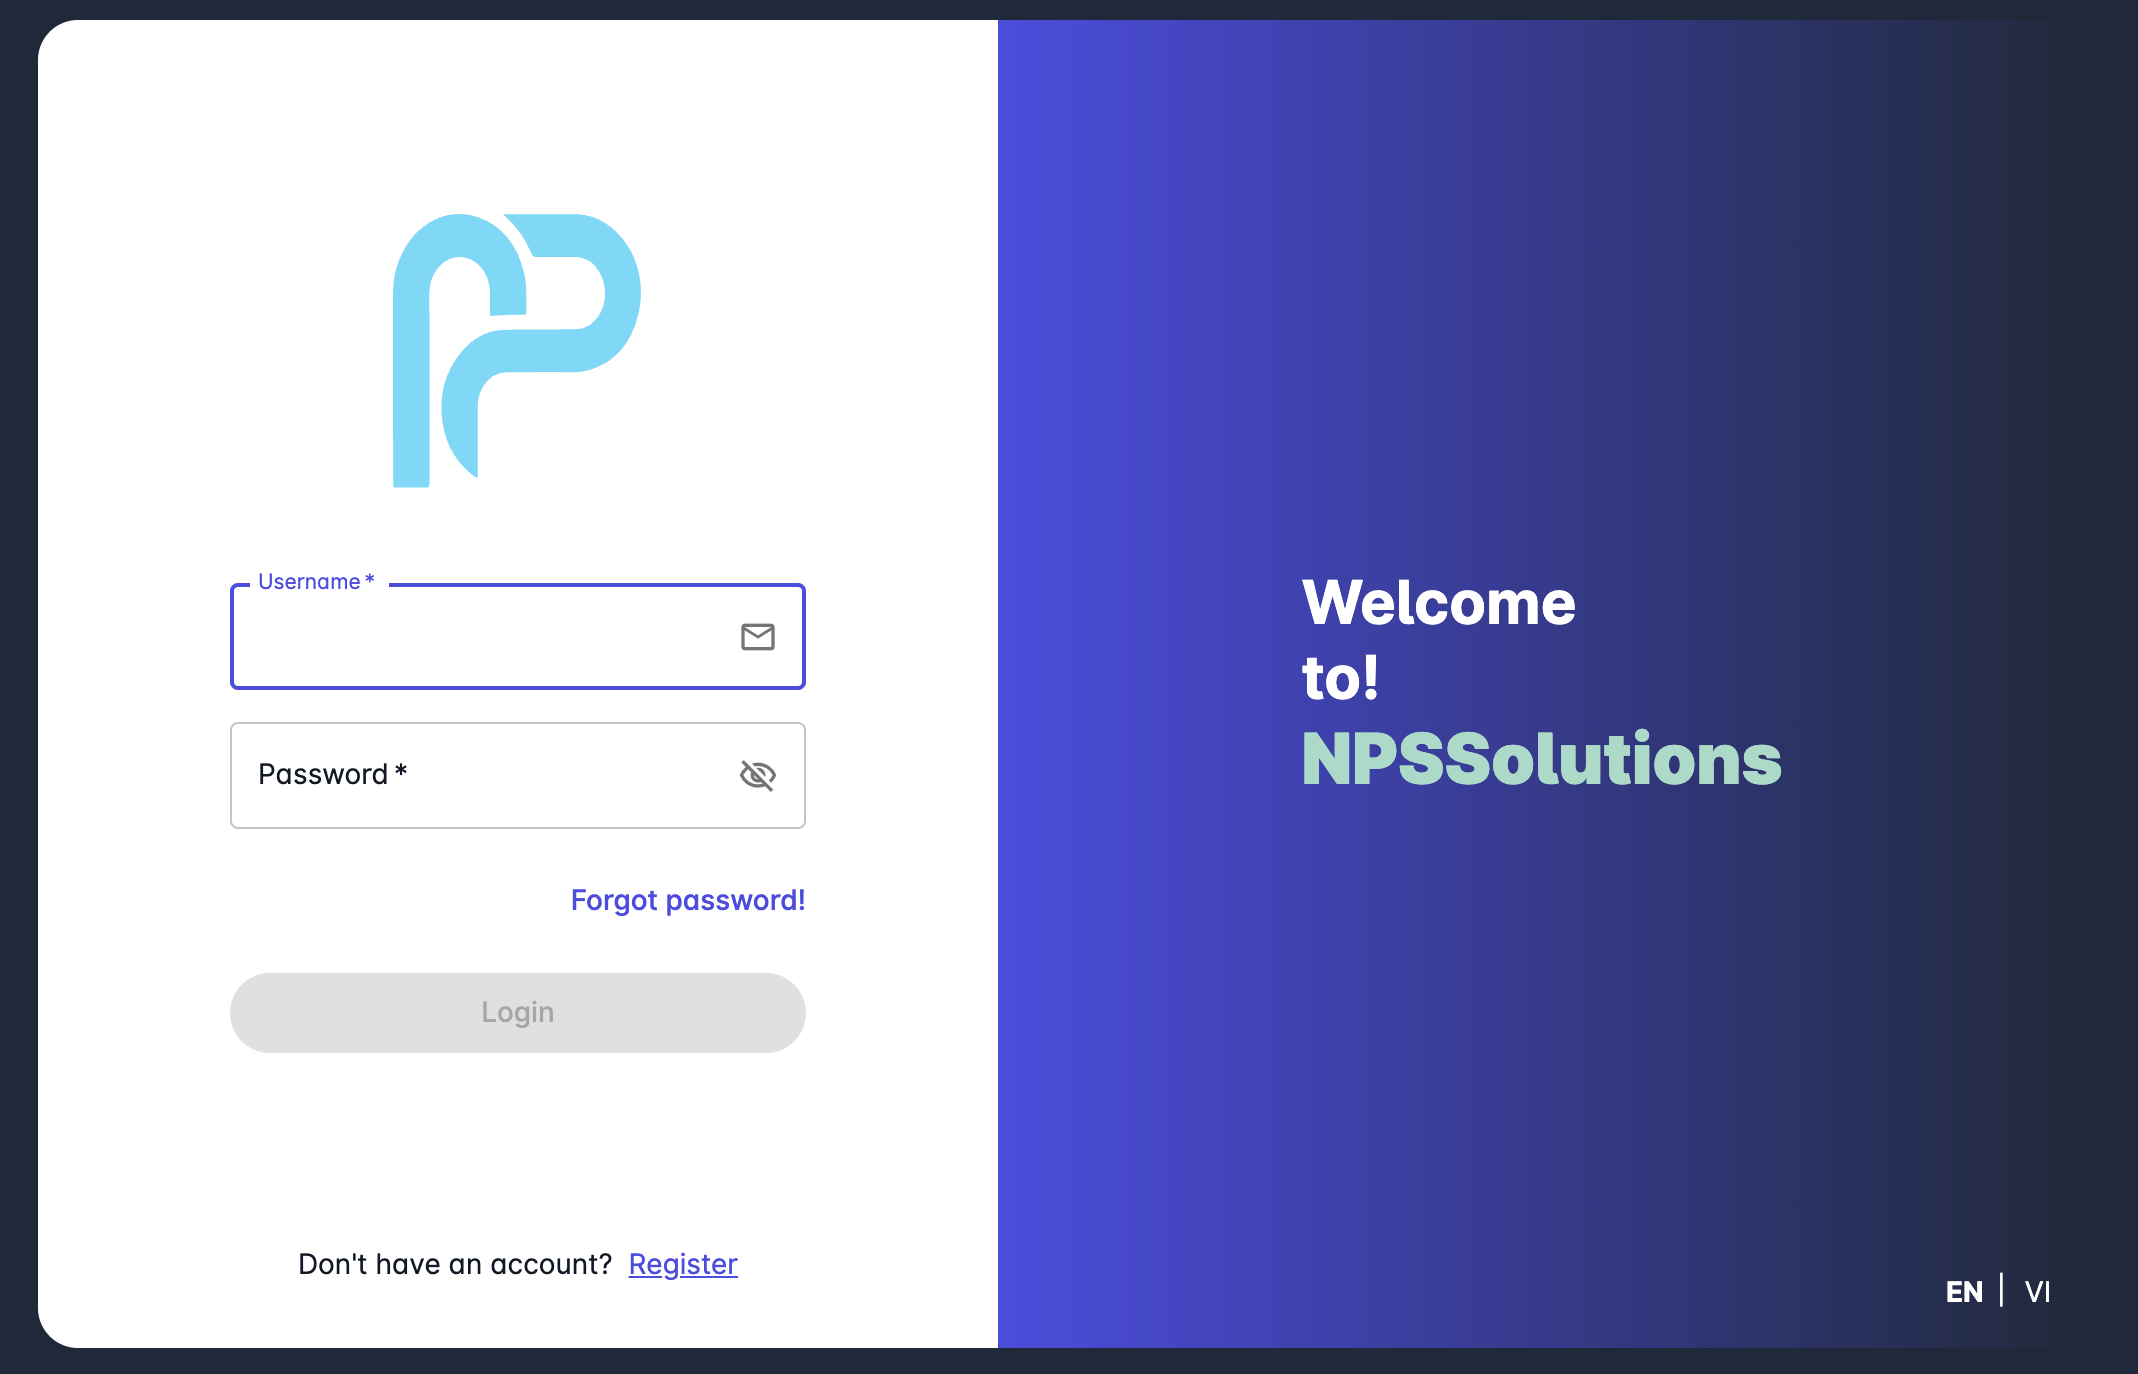 Username *
Password *
Forgot password!
Login
Don't have an account? Register
Welcome
to!
NPSSolutions
EN | VI